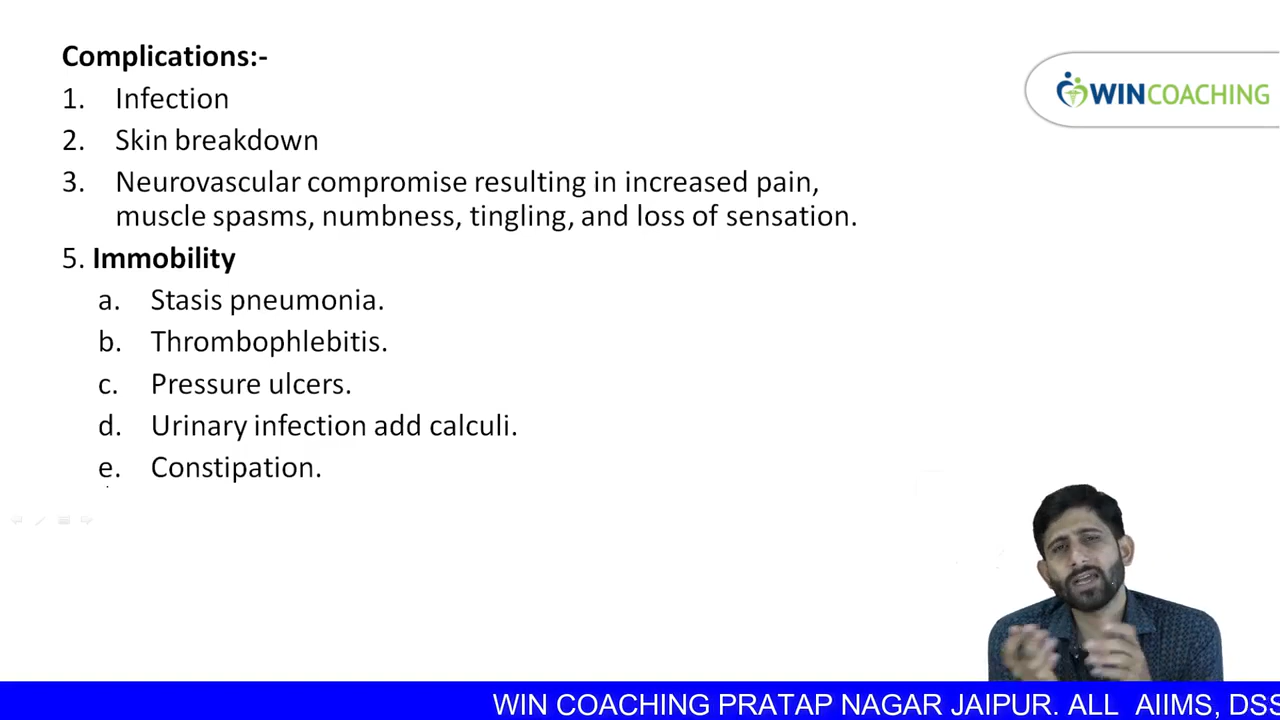 Complications:-
WINCOACHING
1. Infection
2. Skin breakdown
3. Neurovascular compromise resulting in increased pain,
muscle spasms, numbness, tingling, and loss of sensation.
5. Immobility
a. Stasis pneumonia.
b. Thrombophlebitis.
c. Pressure ulcers.
d. Urinary infection add calculi.
e. Constipation.
WIN COACHING PRATAP NAGAR JAIPUR. ALL AIIMS, DSS